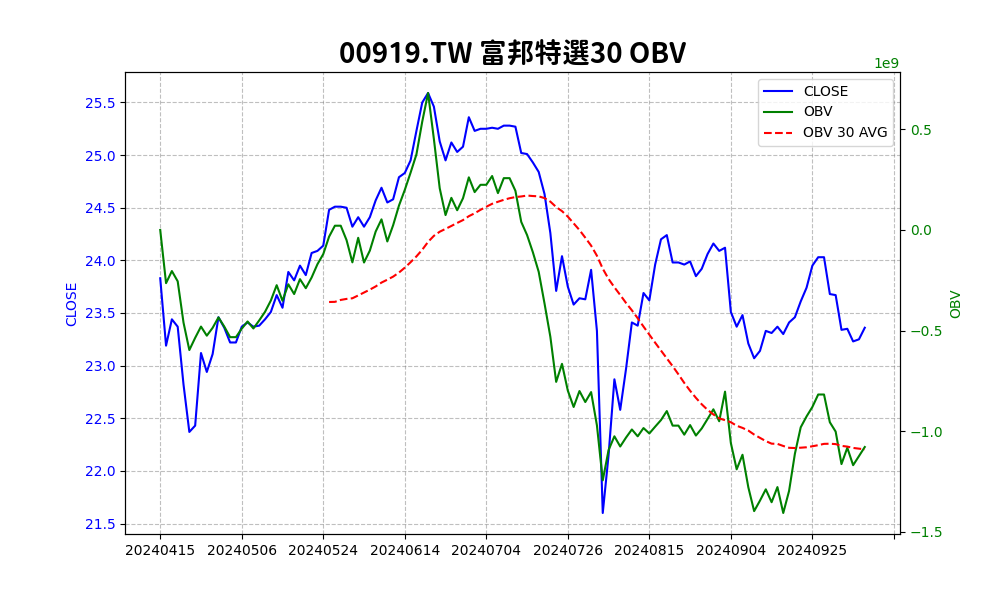 00919.TW 富邦特選30 OBV
1e9
CLOSE
OBV
OBV 30 AVG
25.5
25.0
24.5
24.0
23.5
23.0
22.5
22.0
21.5
CLOSE
0.5
0.0
−0.5
−1.0
−1.5
OBV
20240415 20240506 20240524 20240614 20240704 20240726 20240815 20240904 20240925